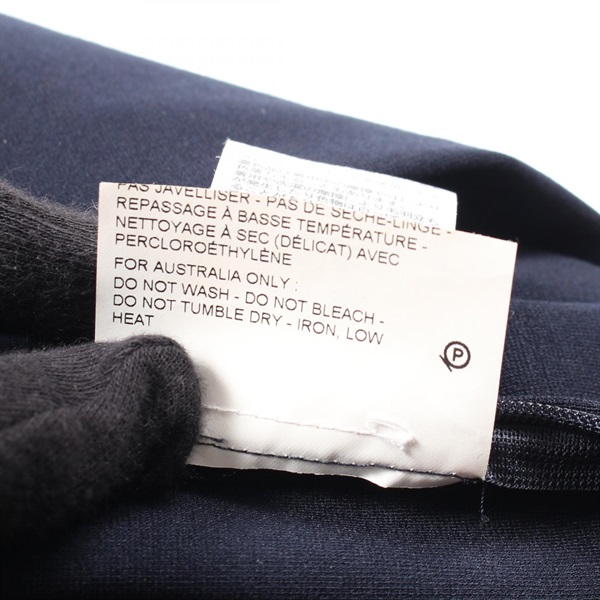 PAS JAVELLISER - PAS DE SÈCHE-LINGE -
REPASSAGE À BASSE TEMPÉRATURE -
NETTOYAGE À SEC (DÉLICAT) AVEC
PERCLOROÉTHYLÈNE
FOR AUSTRALIA ONLY :
DO NOT WASH - DO NOT BLEACH -
DO NOT TUMBLE DRY - IRON, LOW
HEAT
P